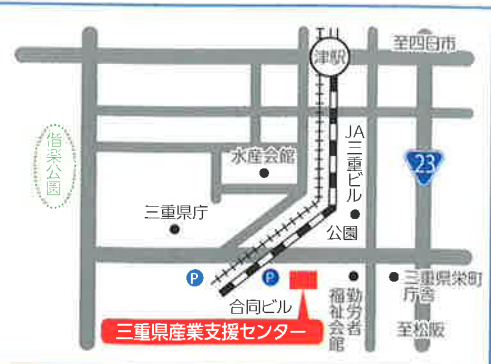 津駅
至四日市
偕楽公園
水産会館
JA三重ビル
23
三重県庁
公園
P
P
合同ビル
勤労者
福祉会館
三重県栄町
庁舎
三重県産業支援センター
至松阪